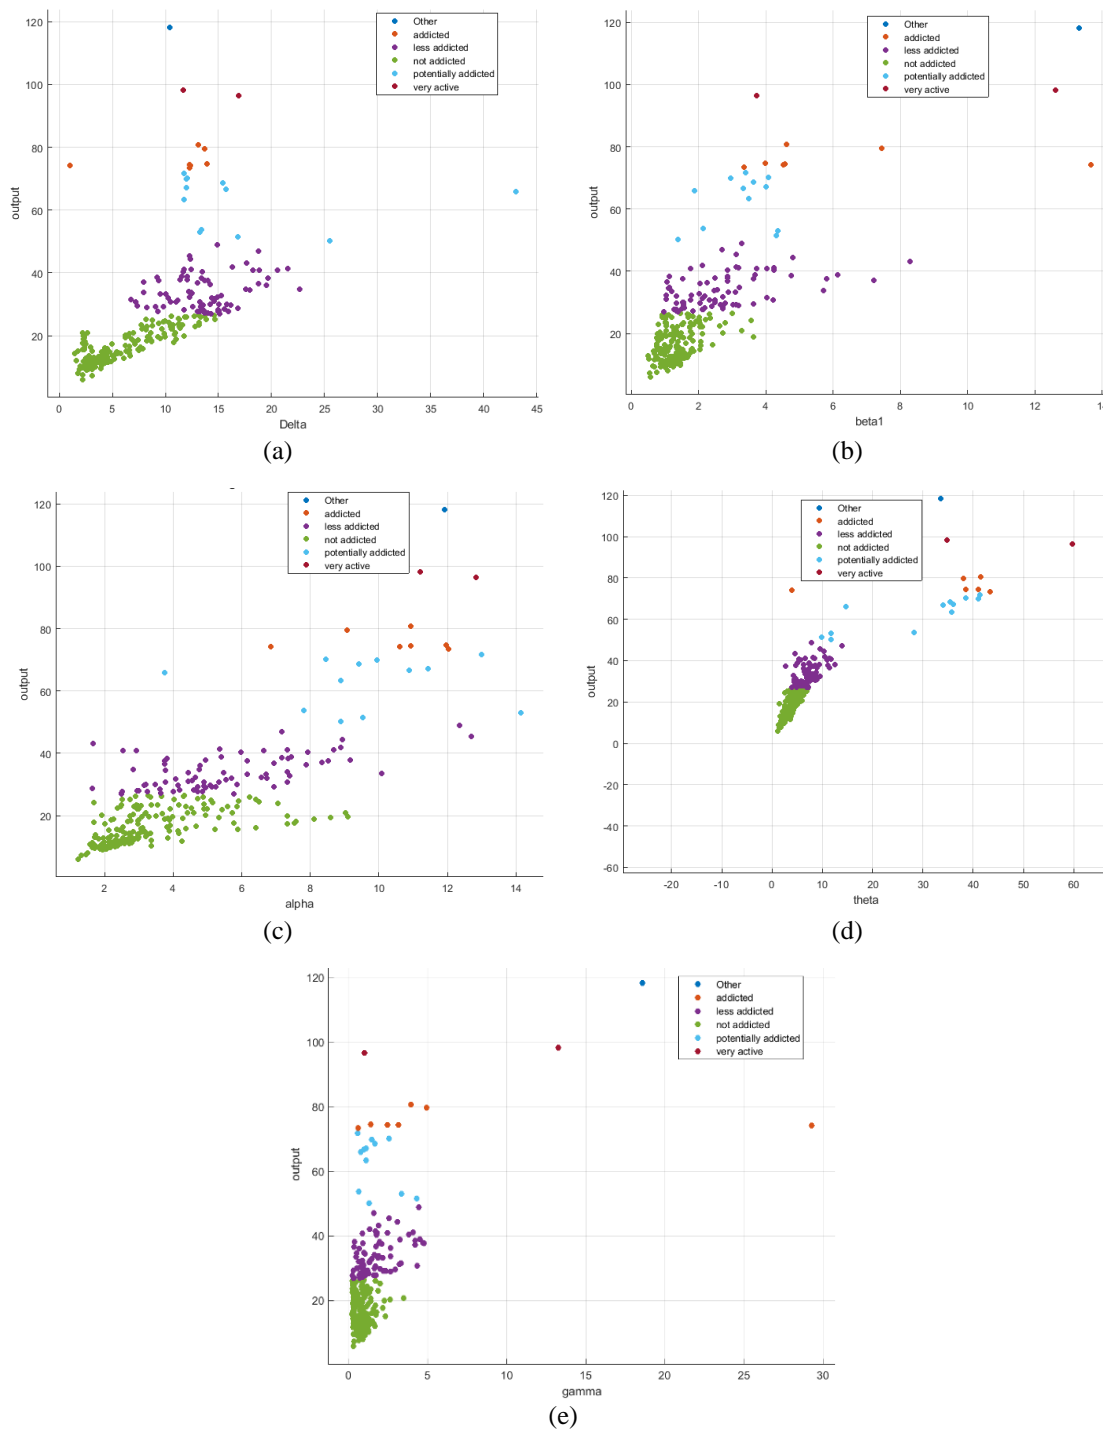 120
100
80
60
40
20
output
Other
addicted
less addicted
not addicted
potentially addicted
very active
0 5 10 15 20 25 30 35 40 45
Delta
(a)
120
100
80
60
40
20
output
Other
addicted
less addicted
not addicted
potentially addicted
very active
0 2 4 6 8 10 12 14
beta1
(b)
120
100
80
60
40
20
output
Other
addicted
less addicted
not addicted
potentially addicted
very active
2 4 6 8 10 12 14
alpha
(c)
120
100
80
60
40
20
0
-20
-40
-60
output
Other
addicted
less addicted
not addicted
potentially addicted
very active
-20 -10 0 10 20 30 40 50 60
theta
(d)
120
100
80
60
40
20
output
Other
addicted
less addicted
not addicted
potentially addicted
very active
0 5 10 15 20 25 30
gamma
(e)